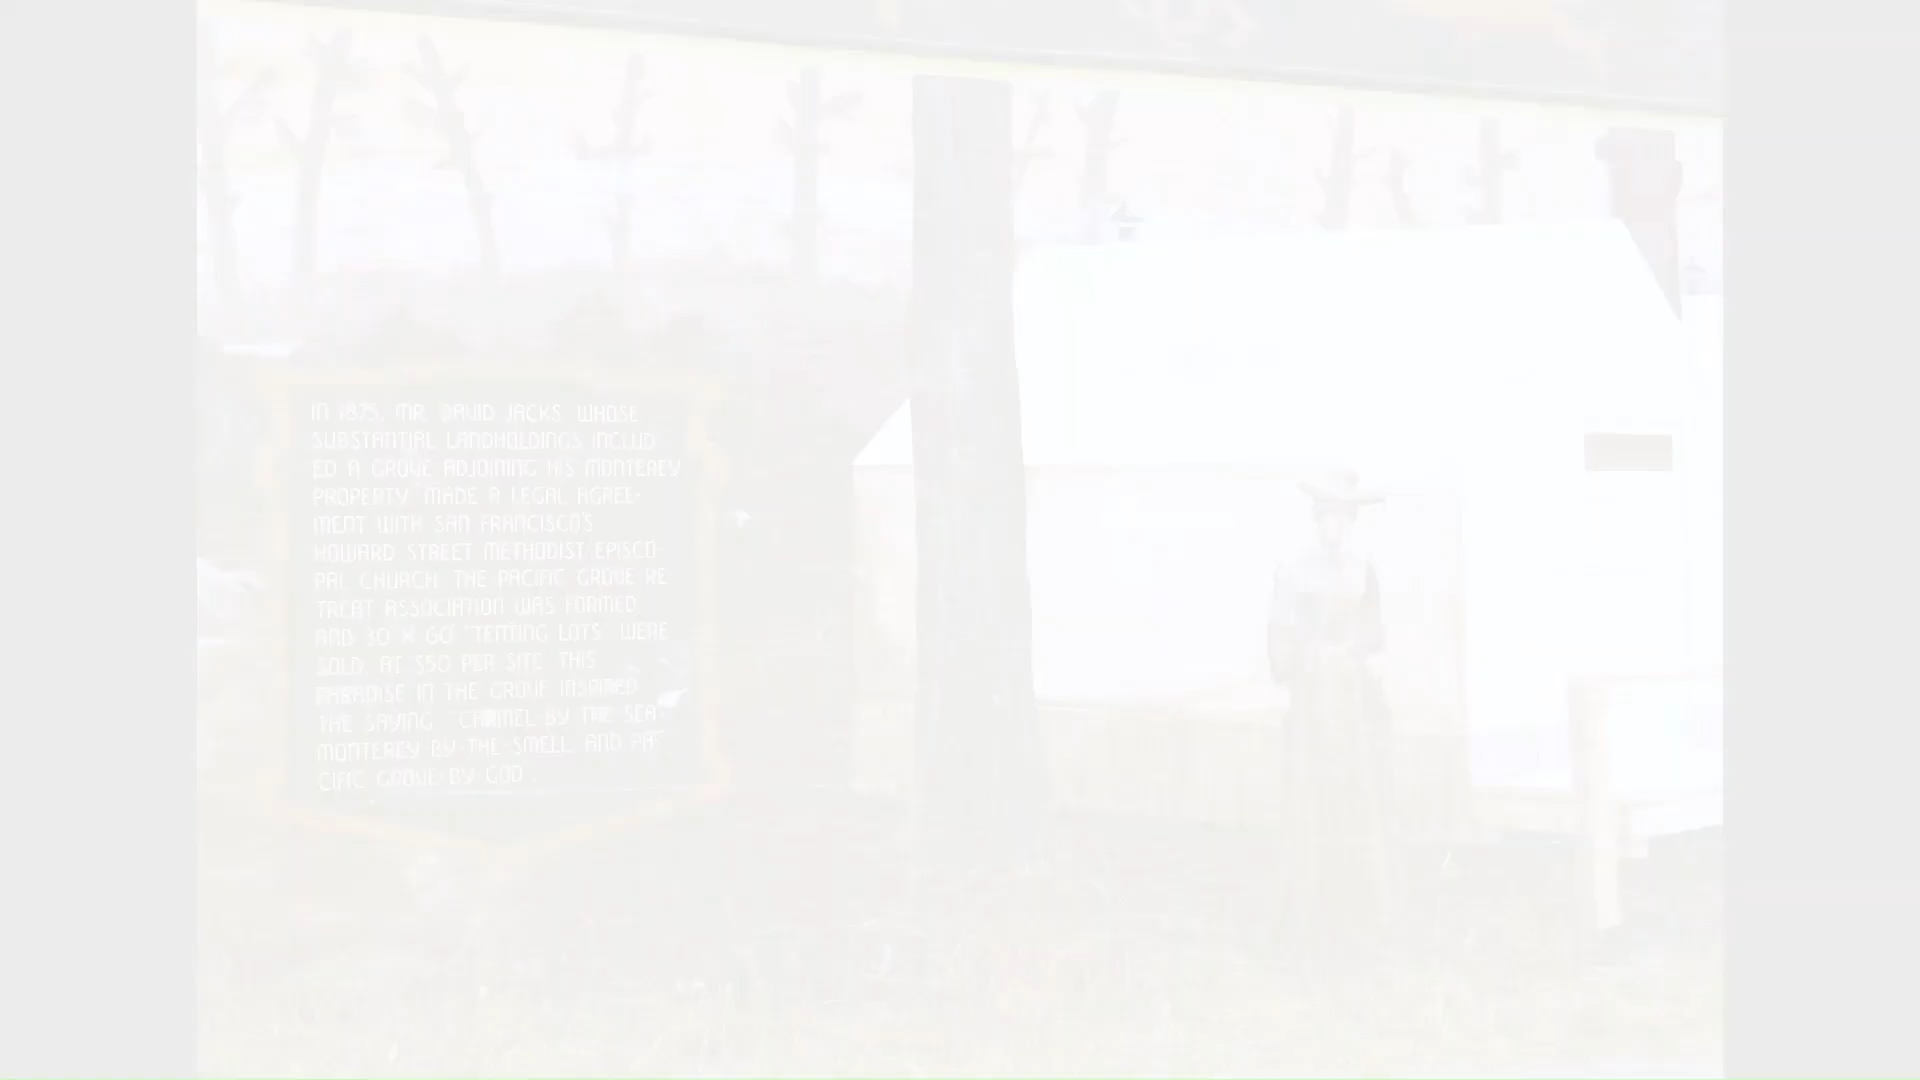 IN 1875, MR. DAVID JACKS, WHOSE
SUBSTANTIAL LANDHOLDINGS INCLUD-
ED A GROVE ADJOINING HIS MONTEREY
PROPERTY, MADE A LEGAL AGREE-
MENT WITH SAN FRANCISCO'S
HOWARD STREET METHODIST EPISCO-
PAL CHURCH. THE PACIFIC GROVE RE-
TREAT ASSOCIATION WAS FORMED
AND 30 X 60 "TENTING LOTS" WERE
SOLD, AT $50 PER SITE. THIS
PARADISE IN THE GROVE INSPIRED
THE SAYING "CARMEL BY THE SEA-
MONTEREY BY THE SMELL, AND PA-
CIFIC GROVE-BY-GOD".